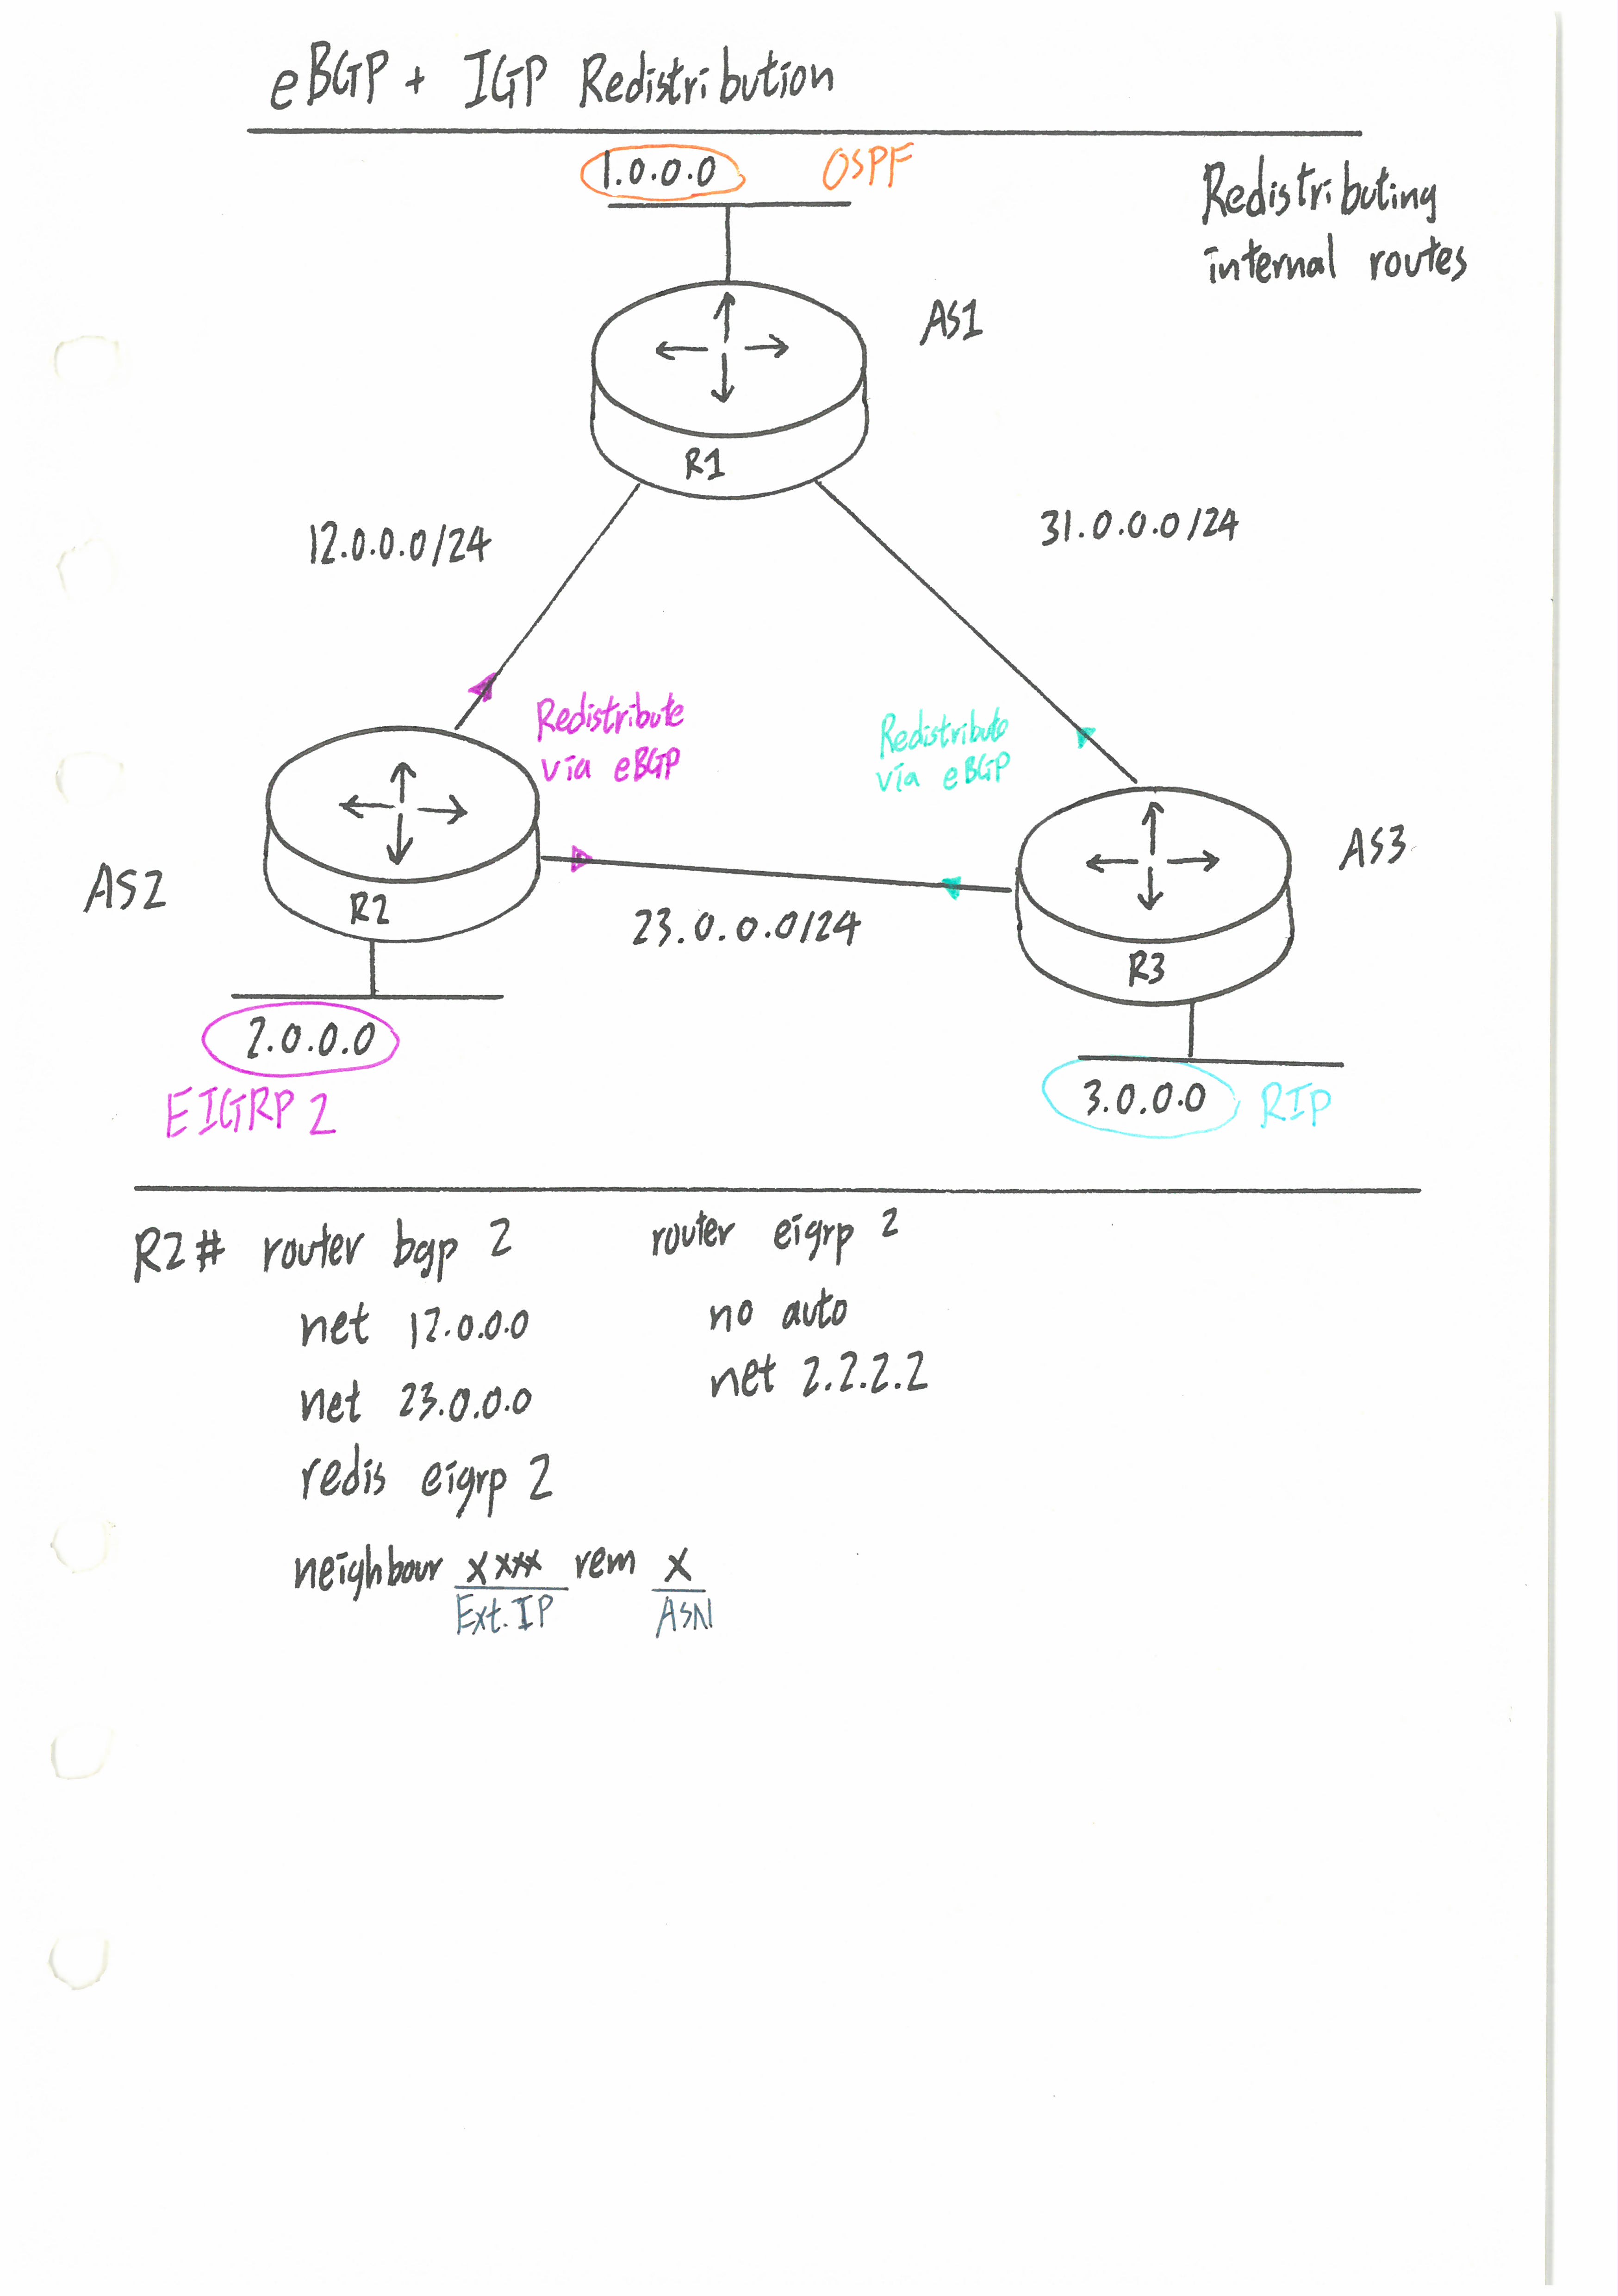 eBGP + IGP Redistribution
1.0.0.0 OSPF
Redistributing
internal routes
AS1
R1
12.0.0.0/24
31.0.0.0/24
Redistribute
via eBGP
Redistribute
via eBGP
AS2
R2
23.0.0.0/24
AS3
R3
2.0.0.0
EIGRP 2
3.0.0.0 RIP
R2# router bgp 2
net 12.0.0.0
net 23.0.0.0
redis eigrp 2
neighbour xxxx rem x
Ext. IP ASN
router eigrp 2
no auto
net 2.2.2.2